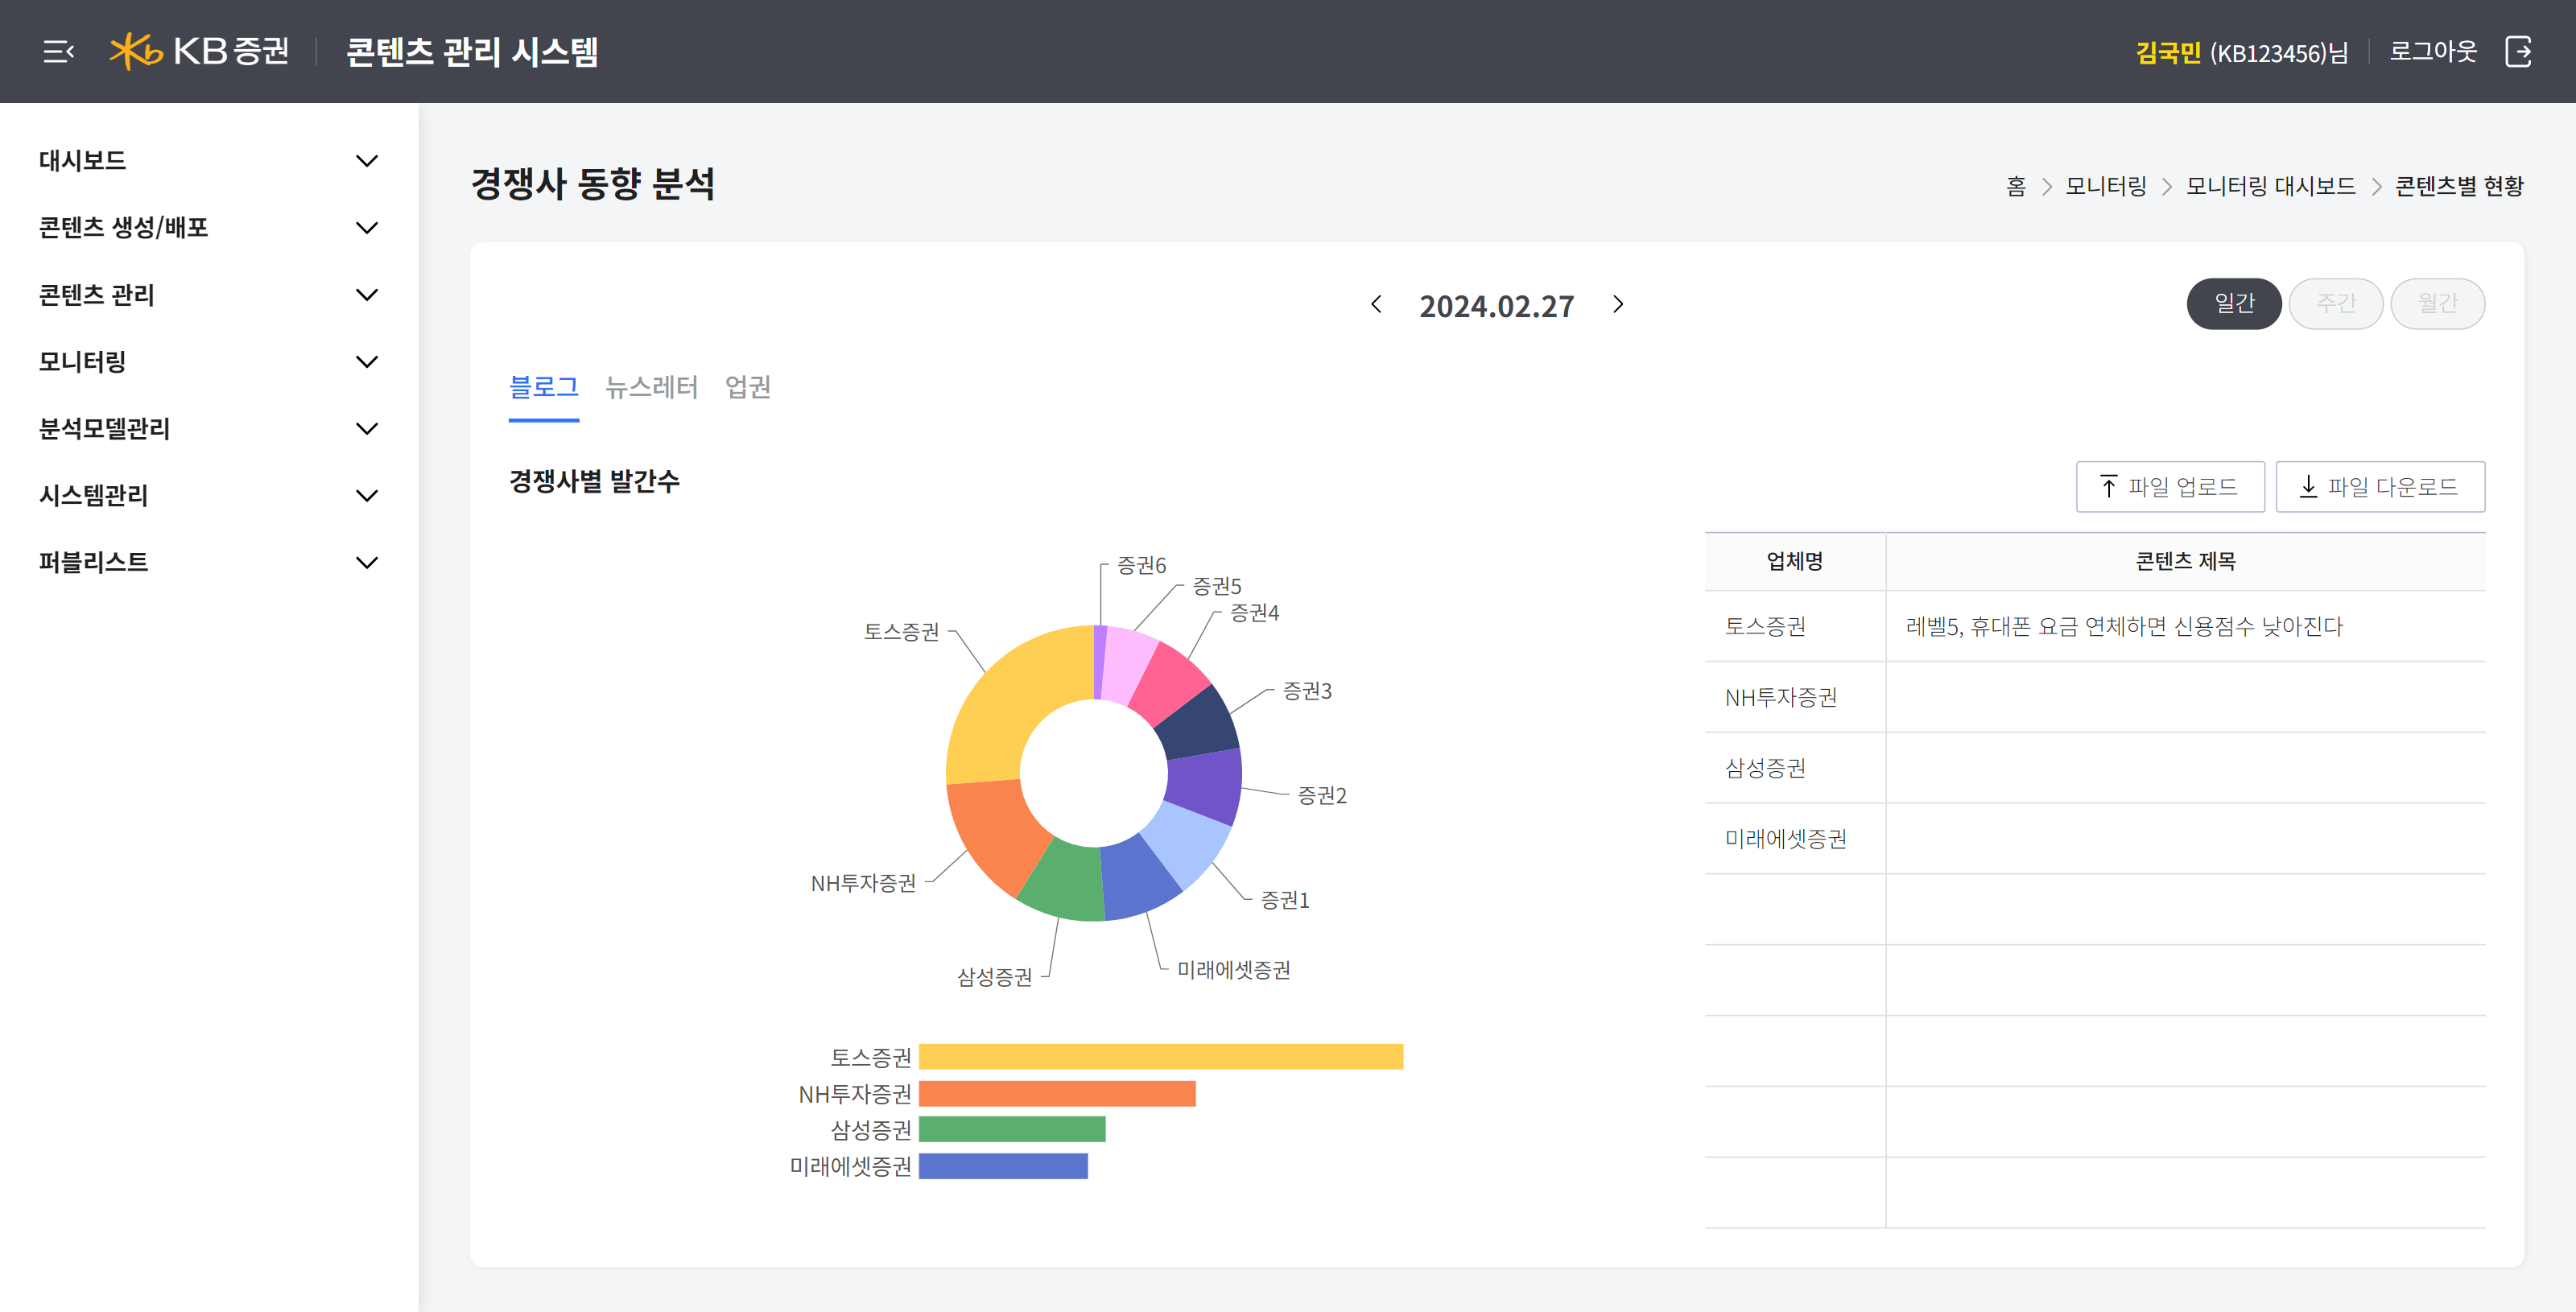 KB증권 콘텐츠 관리 시스템
김국민 (KB123456)님 로그아웃
대시보드
콘텐츠 생성/배포
콘텐츠 관리
모니터링
분석모델관리
시스템관리
퍼블리스트
경쟁사 동향 분석
홈 > 모니터링 > 모니터링 대시보드 > 콘텐츠별 현황
2024.02.27
일간 주간 월간
블로그 뉴스레터 업권
경쟁사별 발간수
파일 업로드 파일 다운로드
증권6
증권5
증권4
토스증권
증권3
증권2
NH투자증권
증권1
미래에셋증권
삼성증권
토스증권
NH투자증권
삼성증권
미래에셋증권
업체명 콘텐츠 제목
토스증권 레벨5, 휴대폰 요금 연체하면 신용점수 낮아진다
NH투자증권
삼성증권
미래에셋증권